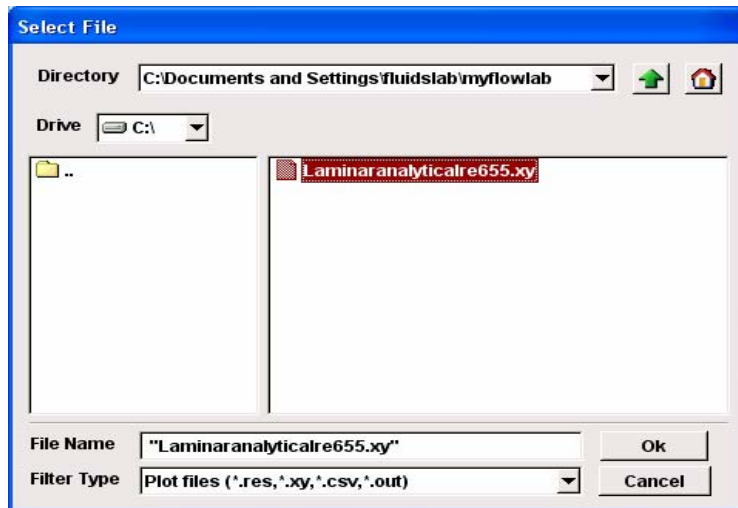 Select File
Directory C:\Documents and Settings\fluidslab\myflowlab
Drive C:\
..
Laminaranalyticalre655.xy
File Name "Laminaranalyticalre655.xy" Ok
Filter Type Plot files (*.res,*.xy,*.csv,*.out) Cancel